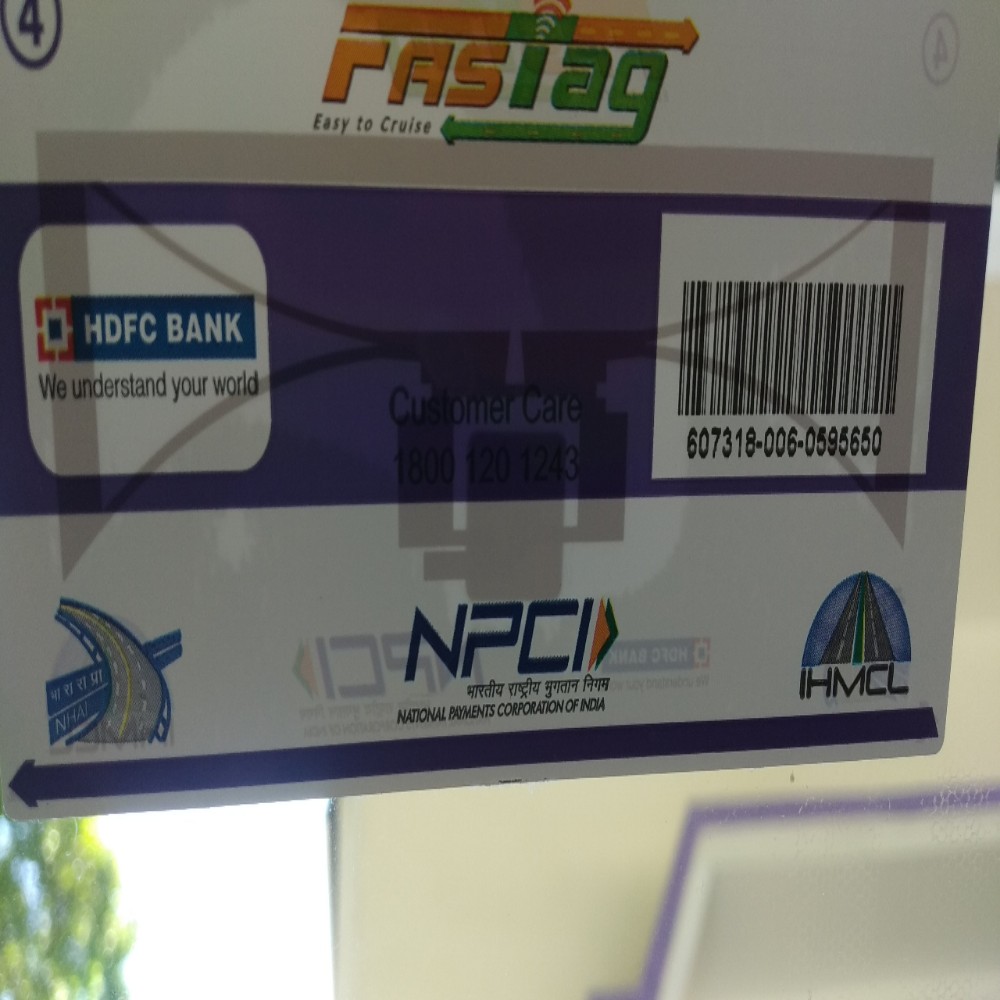 4
FASTag
Easy to Cruise
HDFC BANK
We understand your world
Customer Care
1800 120 1243
607318-006-0595650
भा रा रा प्रा
NHAI
NPCI
भारतीय राष्ट्रीय भुगतान निगम
NATIONAL PAYMENTS CORPORATION OF INDIA
IHMCL